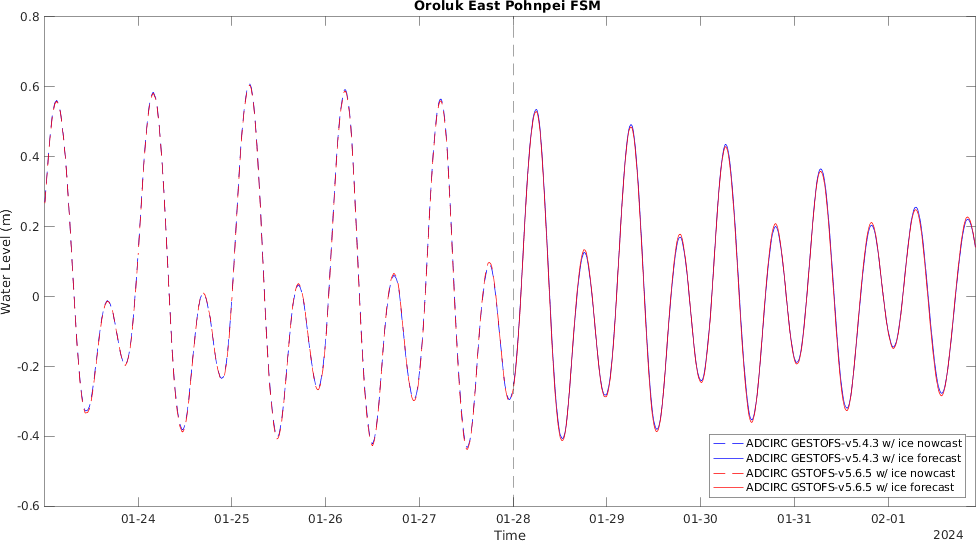 Oroluk East Pohnpei FSM
0.8
0.6
0.4
0.2
0
-0.2
-0.4
-0.6
Water Level (m)
ADCIRC GESTOFS-v5.4.3 w/ ice nowcast
ADCIRC GESTOFS-v5.4.3 w/ ice forecast
ADCIRC GSTOFS-v5.6.5 w/ ice nowcast
ADCIRC GSTOFS-v5.6.5 w/ ice forecast
01-24 01-25 01-26 01-27 01-28 01-29 01-30 01-31 02-01
Time
2024